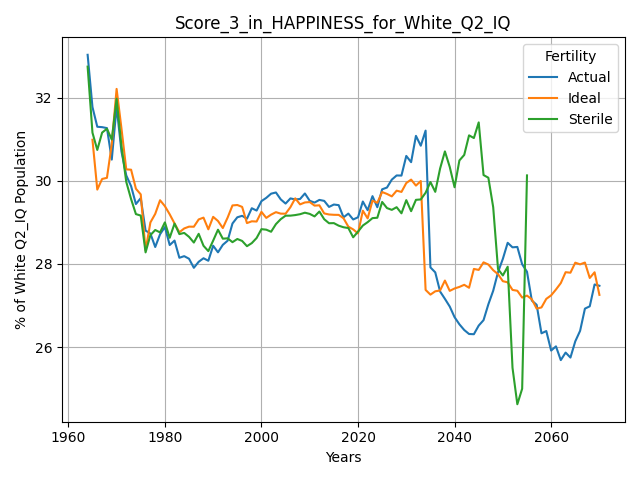 Score_3_in_HAPPINESS_for_White_Q2_IQ
Fertility
Actual
Ideal
Sterile
% of White Q2_IQ Population
32
30
28
26
1960
1980
2000
2020
2040
2060
Years